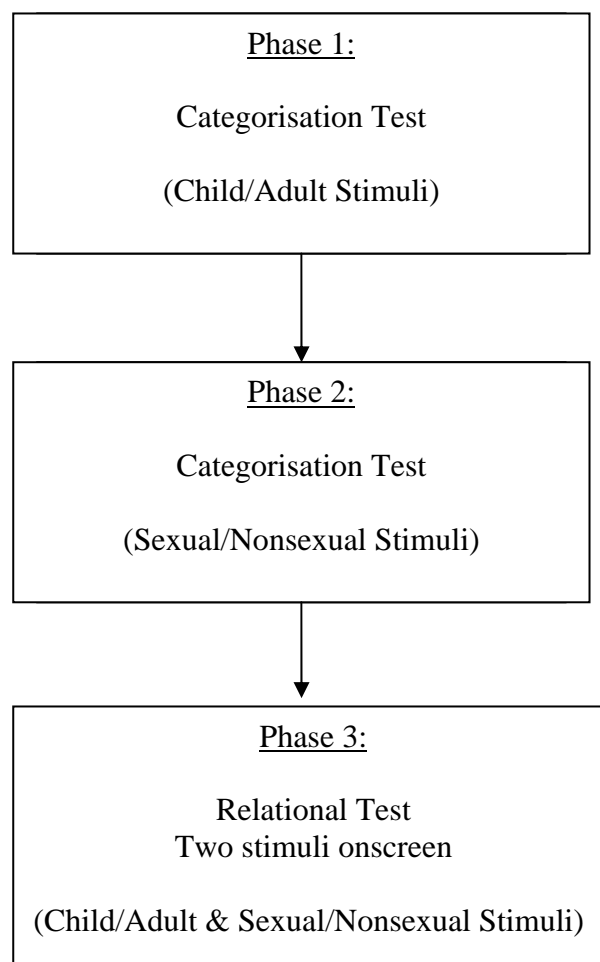 Phase 1:
Categorisation Test
(Child/Adult Stimuli)
Phase 2:
Categorisation Test
(Sexual/Nonsexual Stimuli)
Phase 3:
Relational Test
Two stimuli onscreen
(Child/Adult & Sexual/Nonsexual Stimuli)